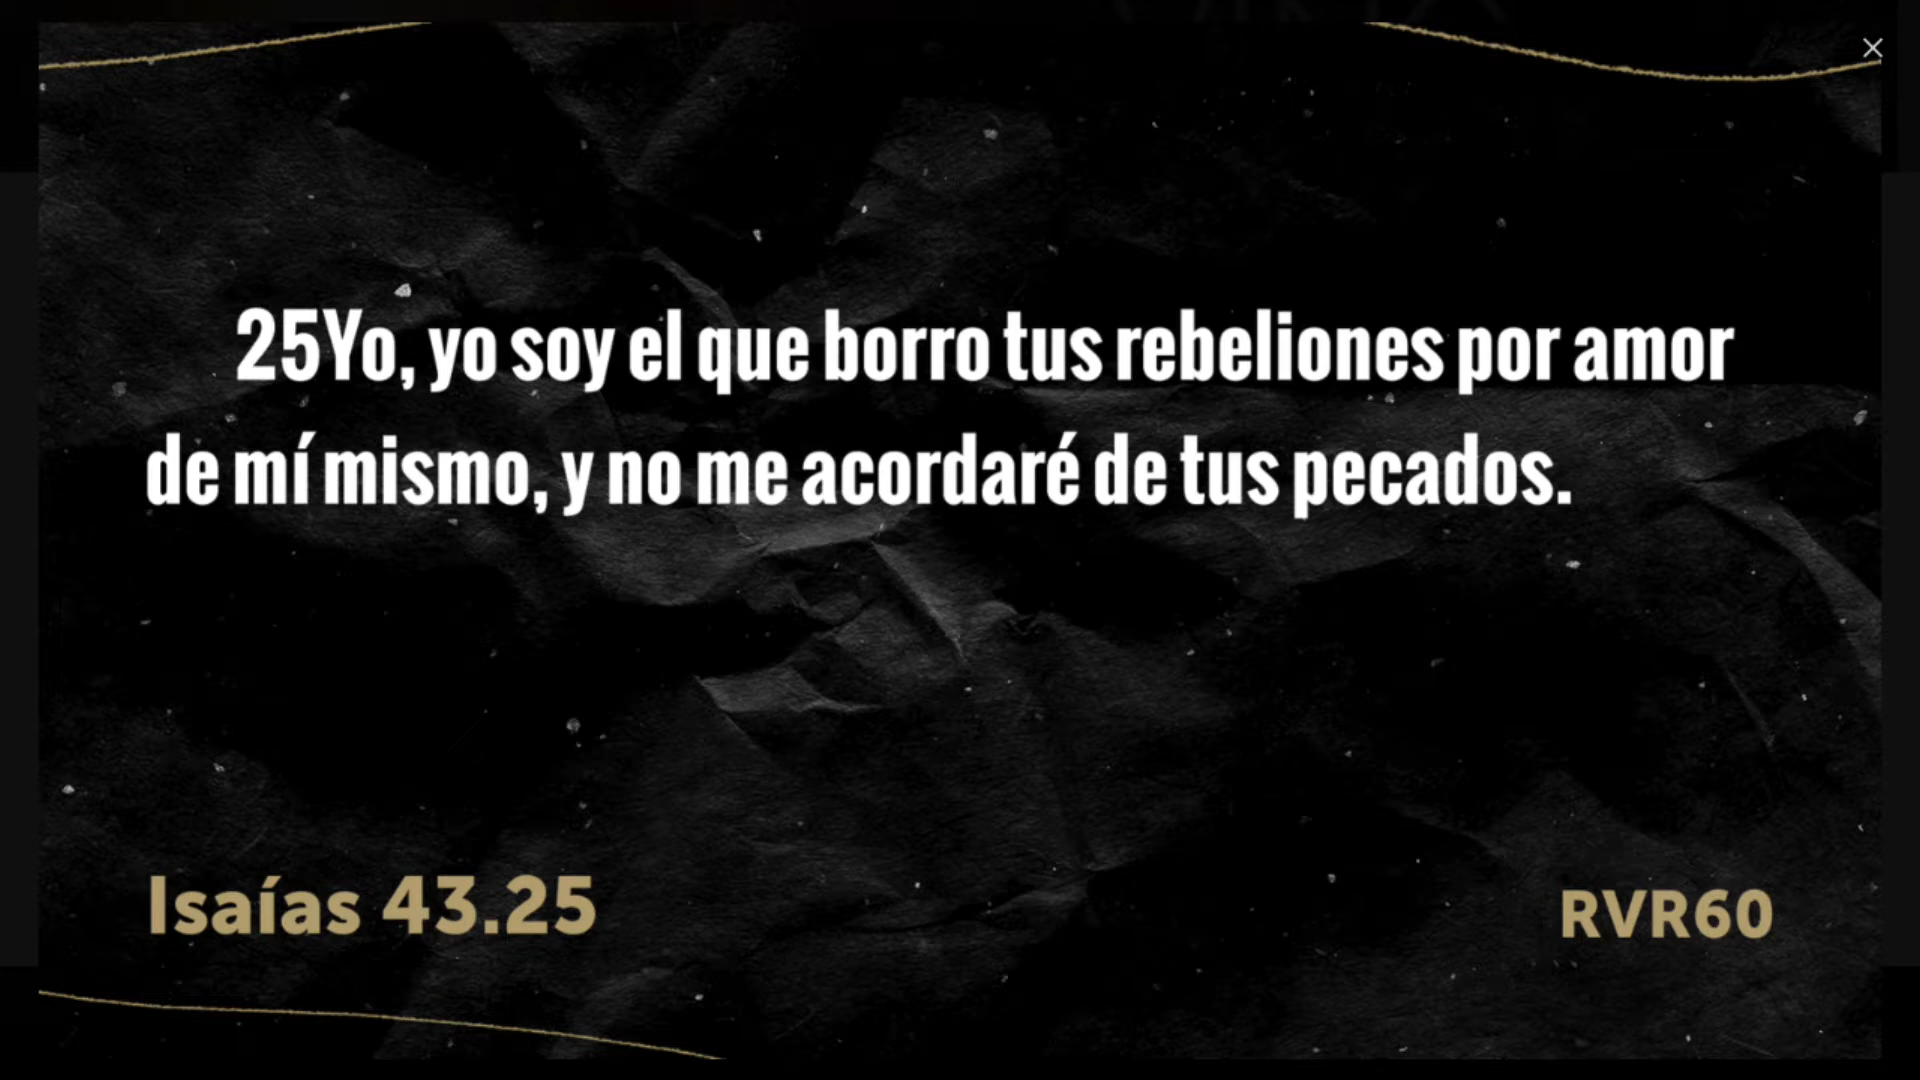 25Yo, yo soy el que borro tus rebeliones por amor
de mí mismo, y no me acordaré de tus pecados.
Isaías 43.25
RVR60